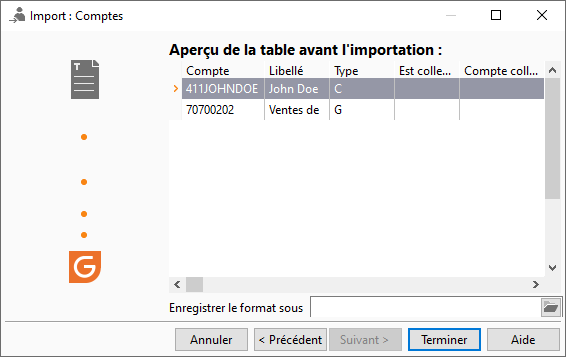 Import : Comptes
Aperçu de la table avant l'importation :
Compte Libellé Type Est colle... Compte coll...
411JOHNDOE John Doe C
70700202 Ventes de G
Enregistrer le format sous
Annuler < Précédent Suivant > Terminer Aide